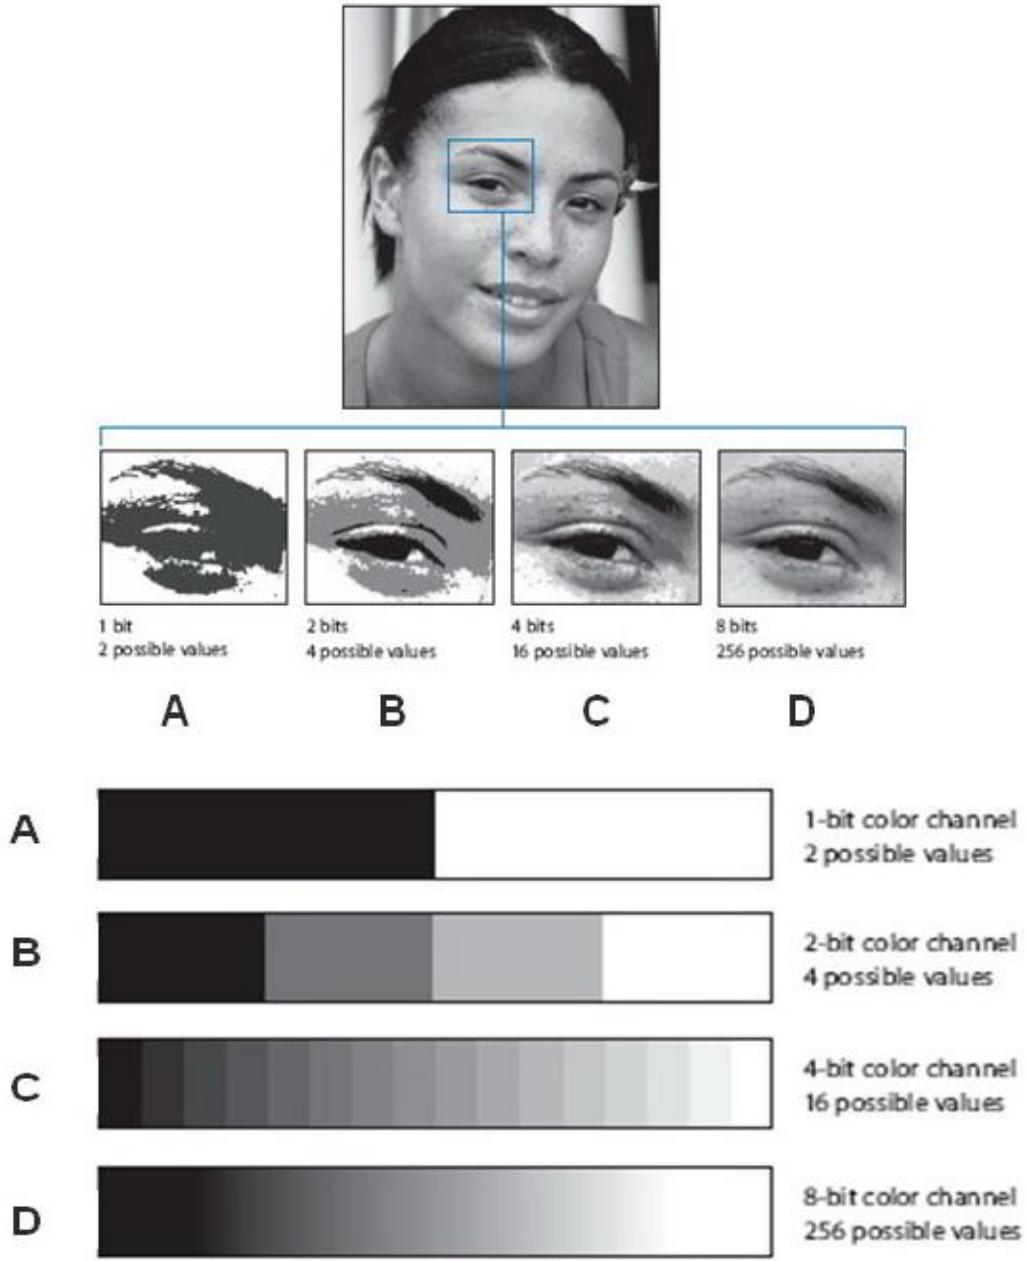 1 bit
2 possible values
2 bits
4 possible values
4 bits
16 possible values
8 bits
256 possible values
A B C D
A
1-bit color channel
2 possible values
B
2-bit color channel
4 possible values
C
4-bit color channel
16 possible values
D
8-bit color channel
256 possible values